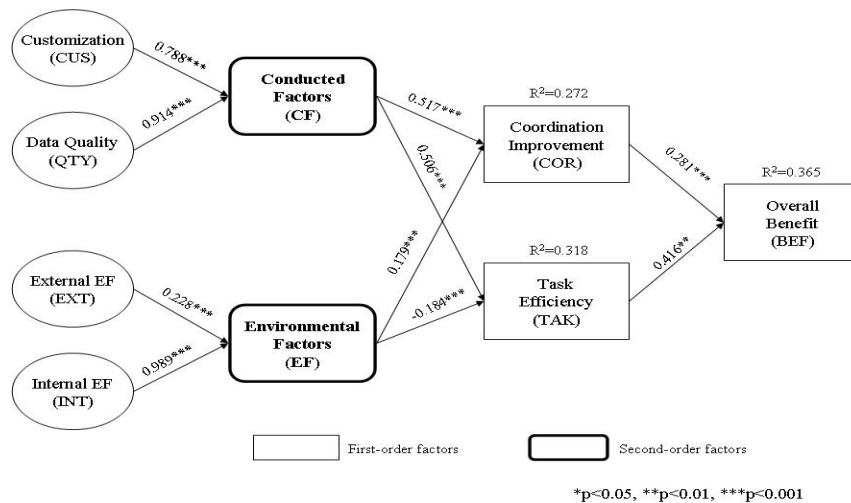 Customization
(CUS)
0.788***
Data Quality
(QTY)
0.914***
Conducted
Factors
(CF)
External EF
(EXT)
0.228***
Internal EF
(INT)
0.989***
Environmental
Factors
(EF)
0.517***
0.506***
0.179***
-0.184***
R²=0.272
Coordination
Improvement
(COR)
R²=0.318
Task
Efficiency
(TAK)
0.281***
0.416**
R²=0.365
Overall
Benefit
(BEF)
First-order factors
Second-order factors
*p<0.05, **p<0.01, ***p<0.001